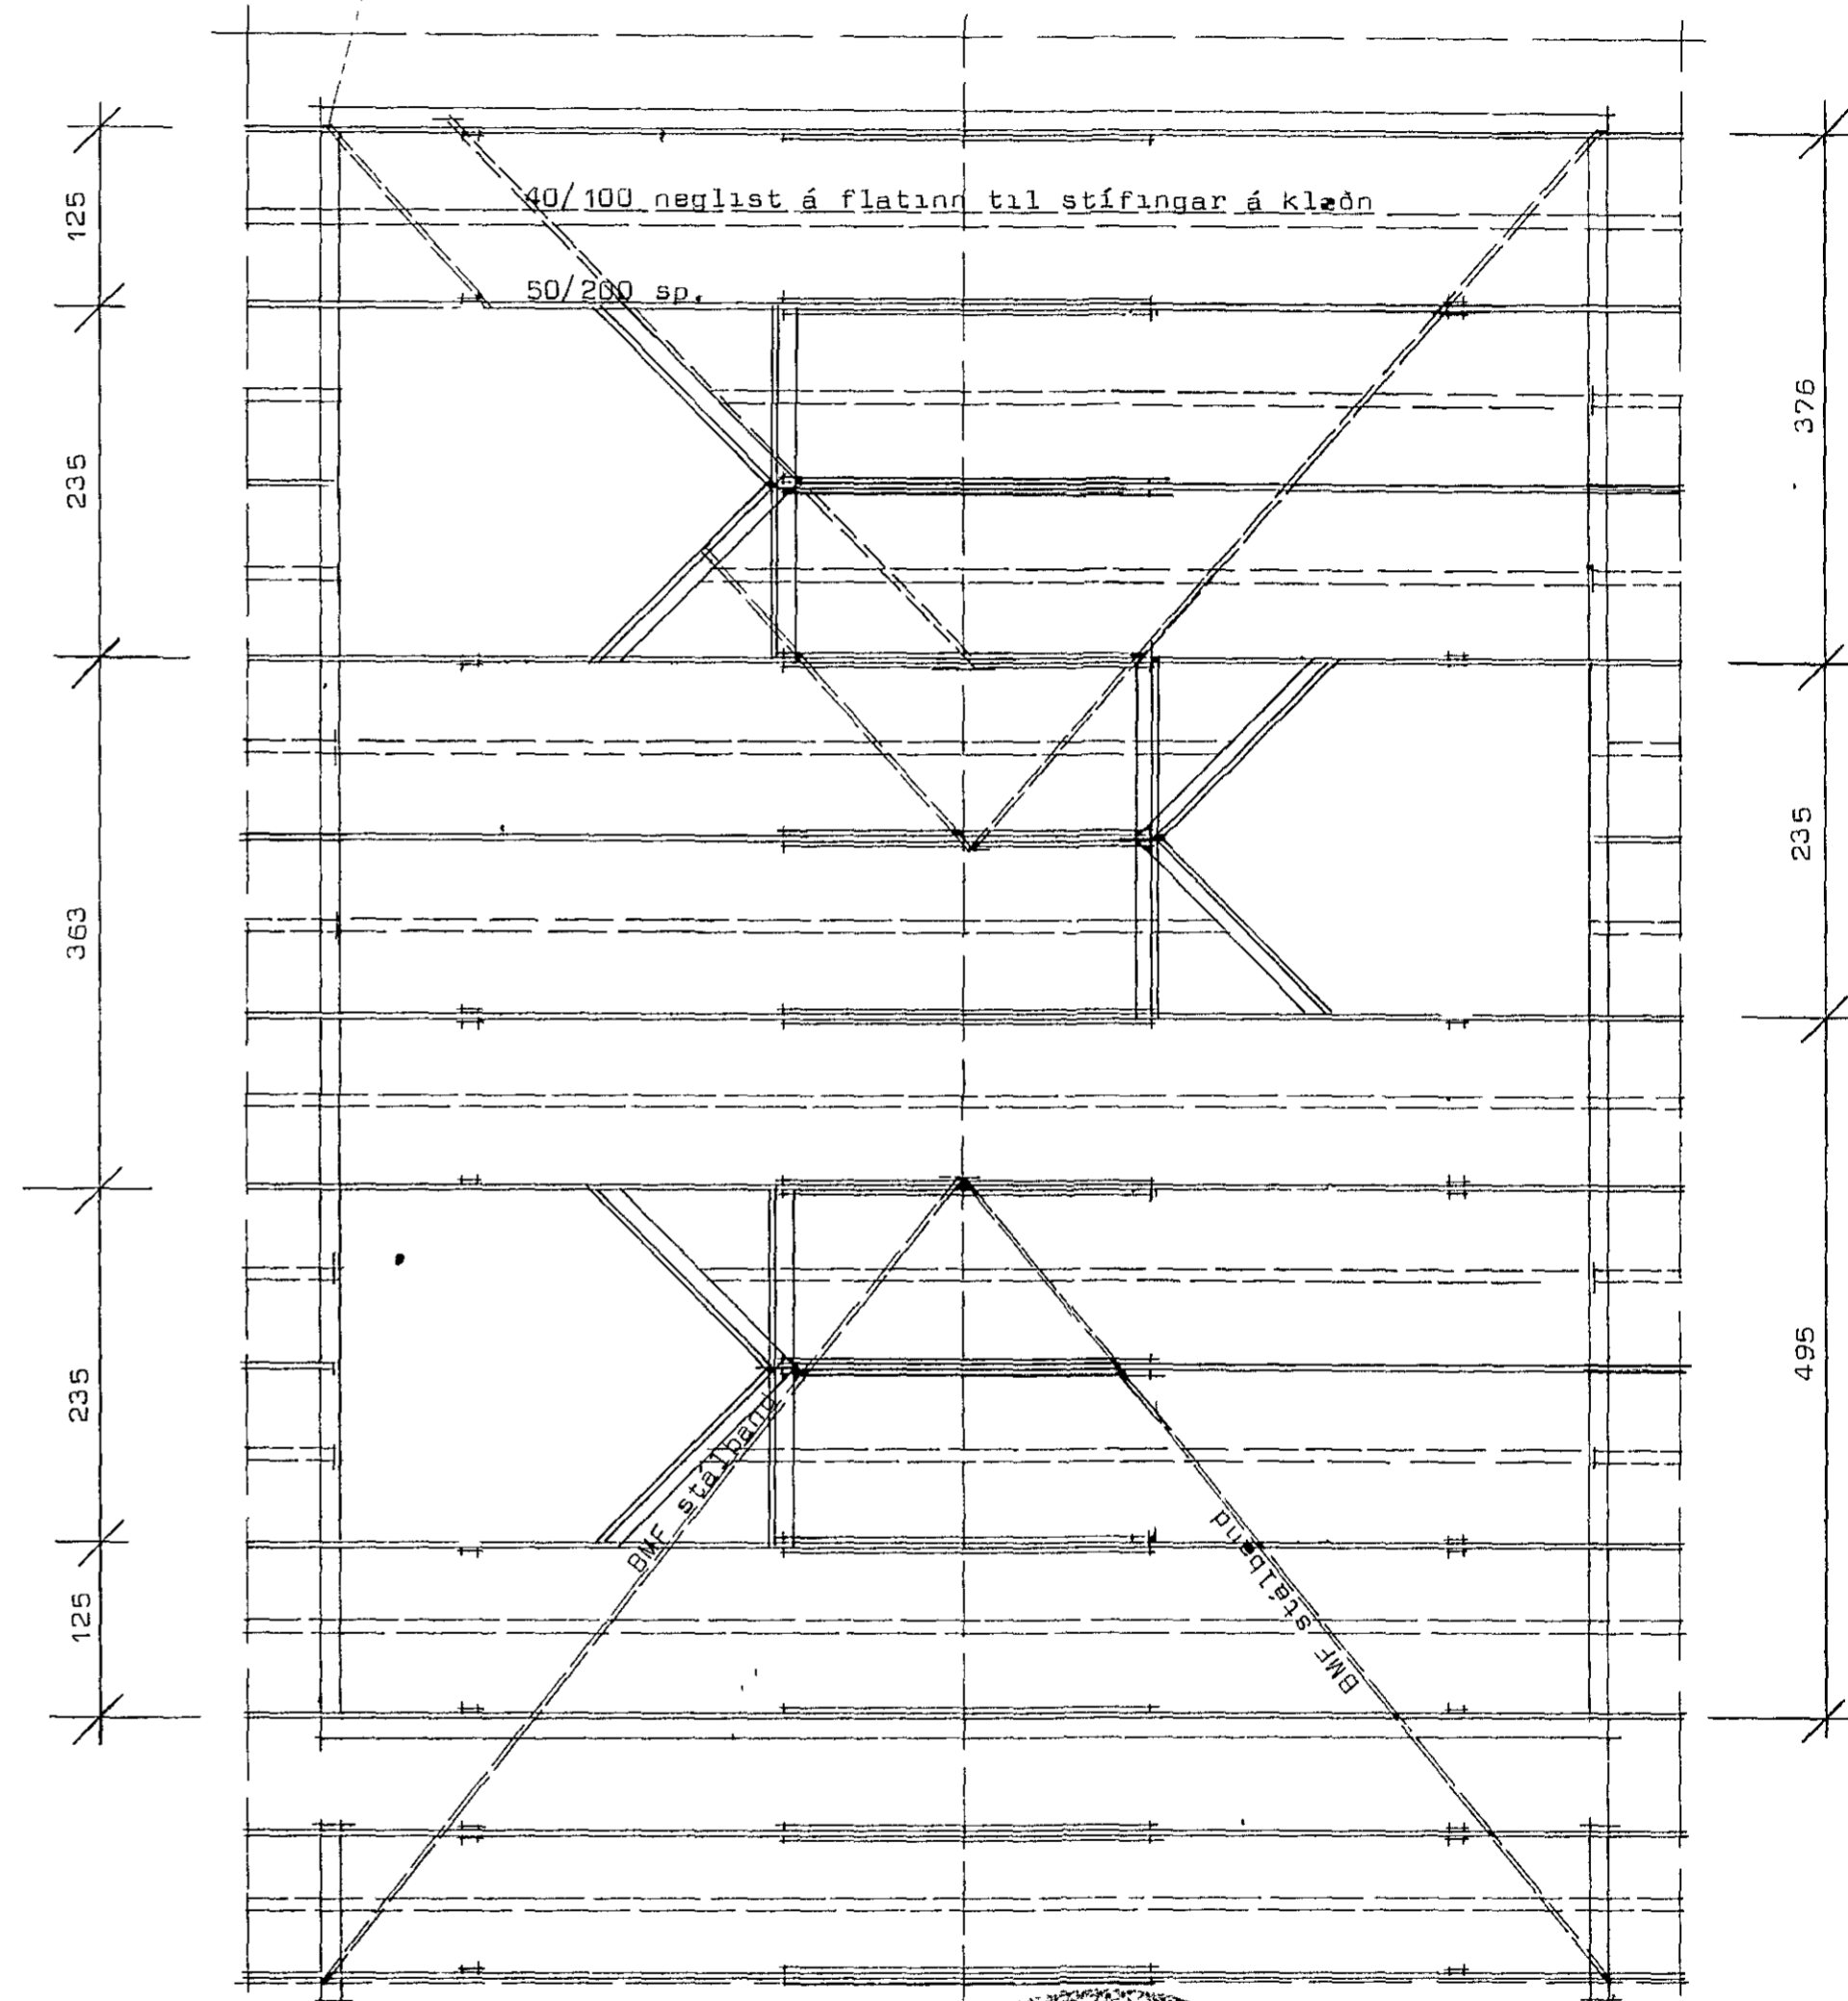 40/100 neglist á flatinn til stífingar á klæðn
50/200 sp.
125
235
363
235
125
376
235
495
BMF stálband
BMF stálband